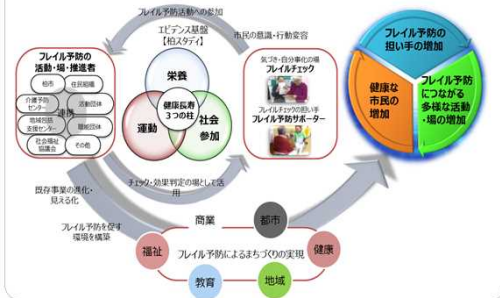 フレイル予防活動への参加
フレイル予防の
活動・場・推進者
柏市
住民組織
介護予防
センター
活動団体
連携
地域包括
支援センター
職能団体
社会福祉
協議会
その他
エビデンス基盤
【柏スタディ】
栄養
健康長寿
3つの柱
運動
社会
参加
市民の意識・行動変容
気づき・自分事化の場
フレイルチェック
フレイルチェックの担い手
フレイル予防サポーター
フレイル予防の
担い手の
増加
健康な
市民の
増加
フレイル予防
につながる
多様な活動
・場の増加
チェック・効果判定の場として活
用
既存事業の進化・
見える化
フレイル予防を促す
環境を構築
商業
都市
福祉
健康
フレイル予防によるまちづくりの実現
教育
地域